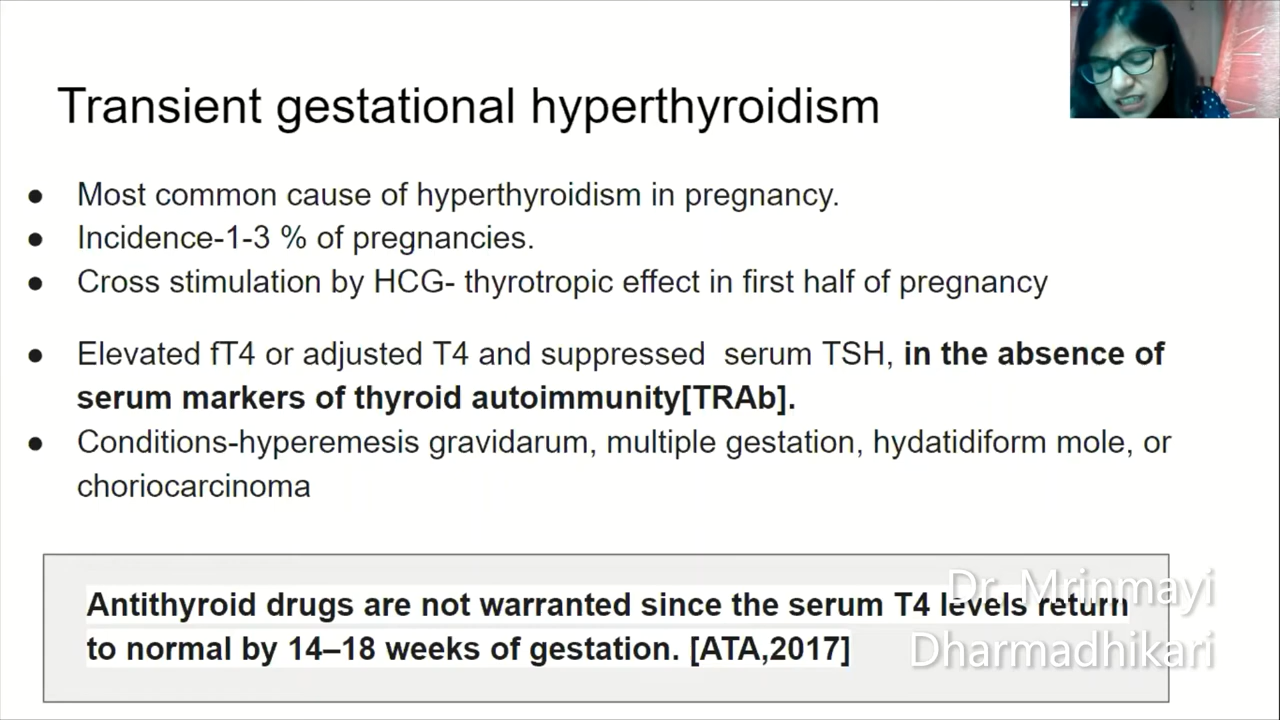 Transient gestational hyperthyroidism
● Most common cause of hyperthyroidism in pregnancy.
● Incidence-1-3 % of pregnancies.
● Cross stimulation by HCG- thyrotropic effect in first half of pregnancy
● Elevated fT4 or adjusted T4 and suppressed  serum TSH, in the absence of
serum markers of thyroid autoimmunity[TRAb].
● Conditions-hyperemesis gravidarum, multiple gestation, hydatidiform mole, or
choriocarcinoma
Antithyroid drugs are not warranted since the serum T4 levels return
to normal by 14–18 weeks of gestation. [ATA,2017]
Dr. Mrinmayi
Dharmadhikari